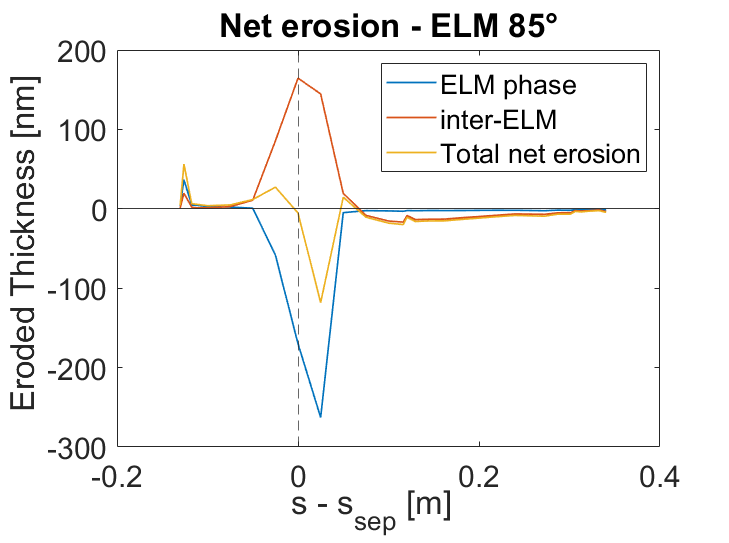 Net erosion - ELM 85°
Eroded Thickness [nm]
200
100
0
-100
-200
-300
ELM phase
inter-ELM
Total net erosion
-0.2
0
0.2
0.4
s - s_sep [m]